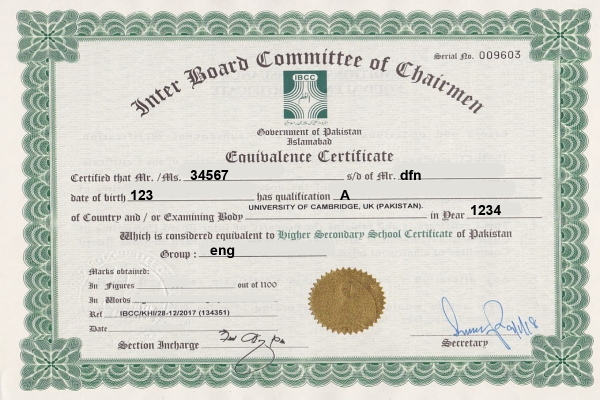 Serial No. 009603
Inter Board Committee of Chairmen
IBCC
Government of Pakistan
Islamabad
Equivalence Certificate
Certified that Mr. /Ms. 34567 s/d of Mr. dfn
date of birth 123 has qualification A
UNIVERSITY OF CAMBRIDGE, UK (PAKISTAN).
of Country and / or Examining Body in Year 1234
Which is considered equivalent to Higher Secondary School Certificate of Pakistan
Group : eng
Marks obtained:
In Figures out of 1100
In Words
Ref IBCC/KHI/28-12/2017 (134351)
Date
Section Incharge
Secretary